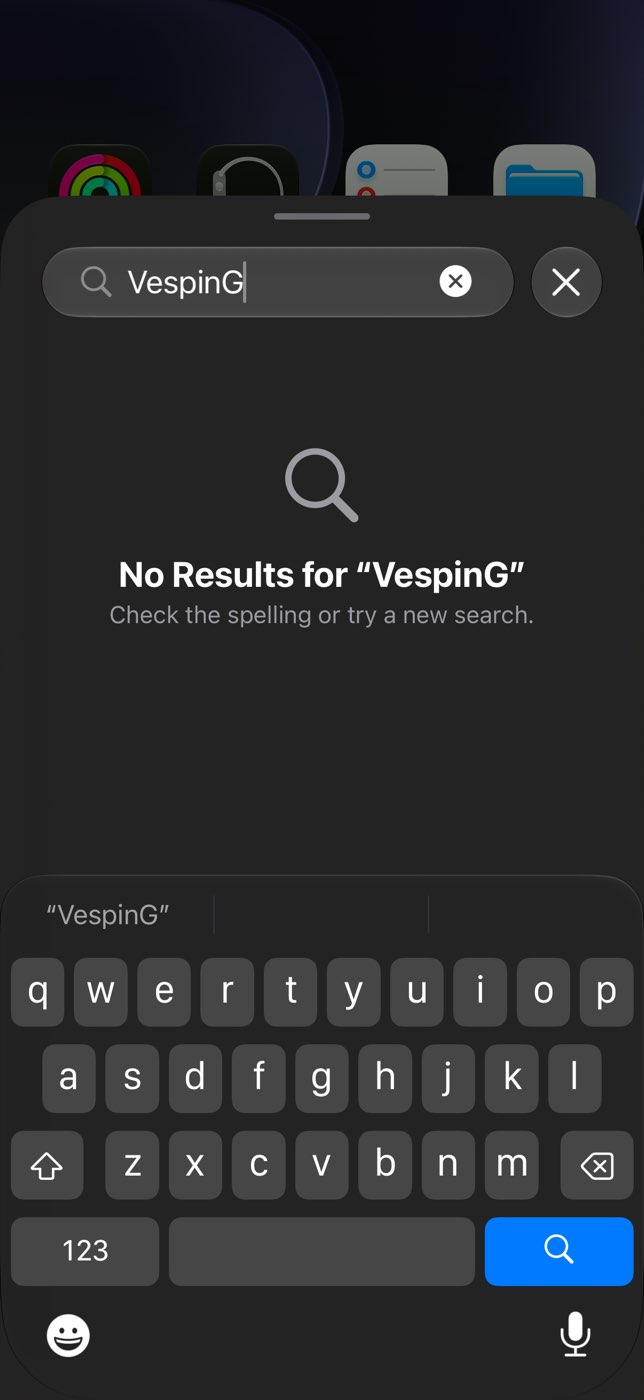 VespinG
No Results for “VespinG”
Check the spelling or try a new search.
“VespinG”
q w e r t y u i o p
a s d f g h j k l
z x c v b n m
123